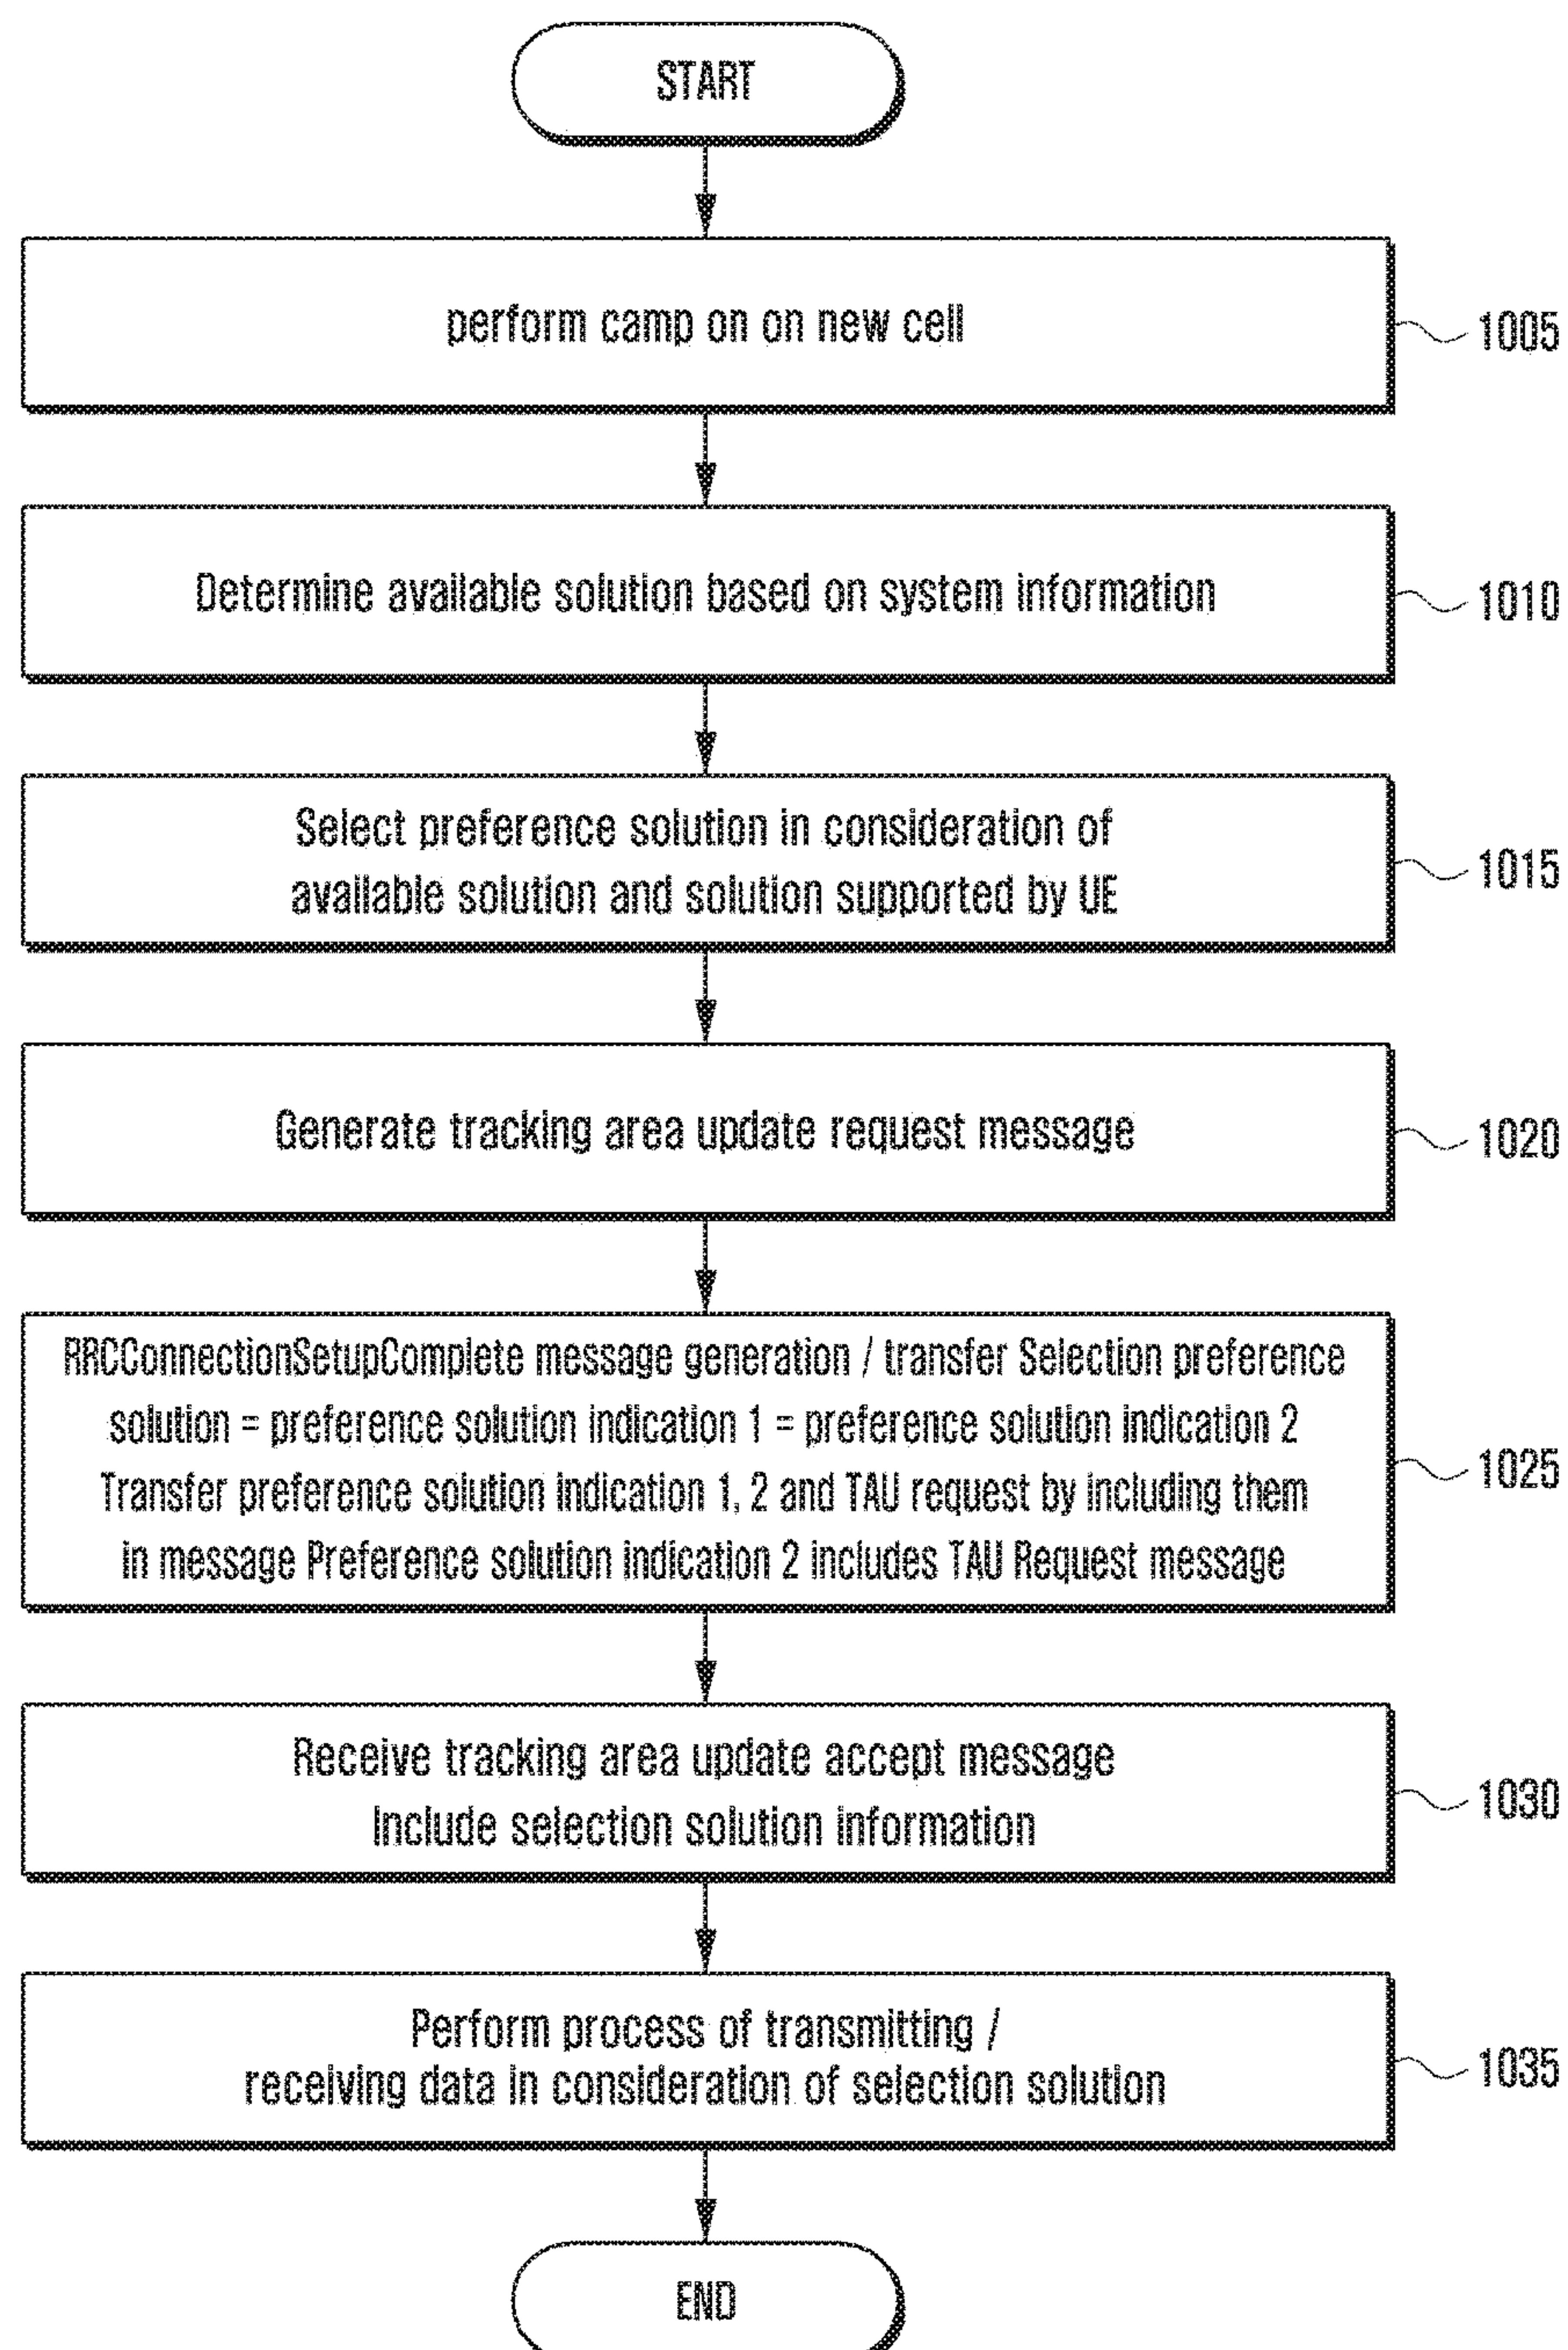 START
perform camp on on new cell
1005
Determine available solution based on system information
1010
Select preference solution in consideration of
available solution and solution supported by UE
1015
Generate tracking area update request message
1020
RRCConnectionSetupComplete message generation / transfer Selection preference
solution = preference solution indication 1 = preference solution indication 2
Transfer preference solution indication 1, 2 and TAU request by including them
in message Preference solution indication 2 includes TAU Request message
1025
Receive tracking area update accept message
Include selection solution information
1030
Perform process of transmitting /
receiving data in consideration of selection solution
1035
END